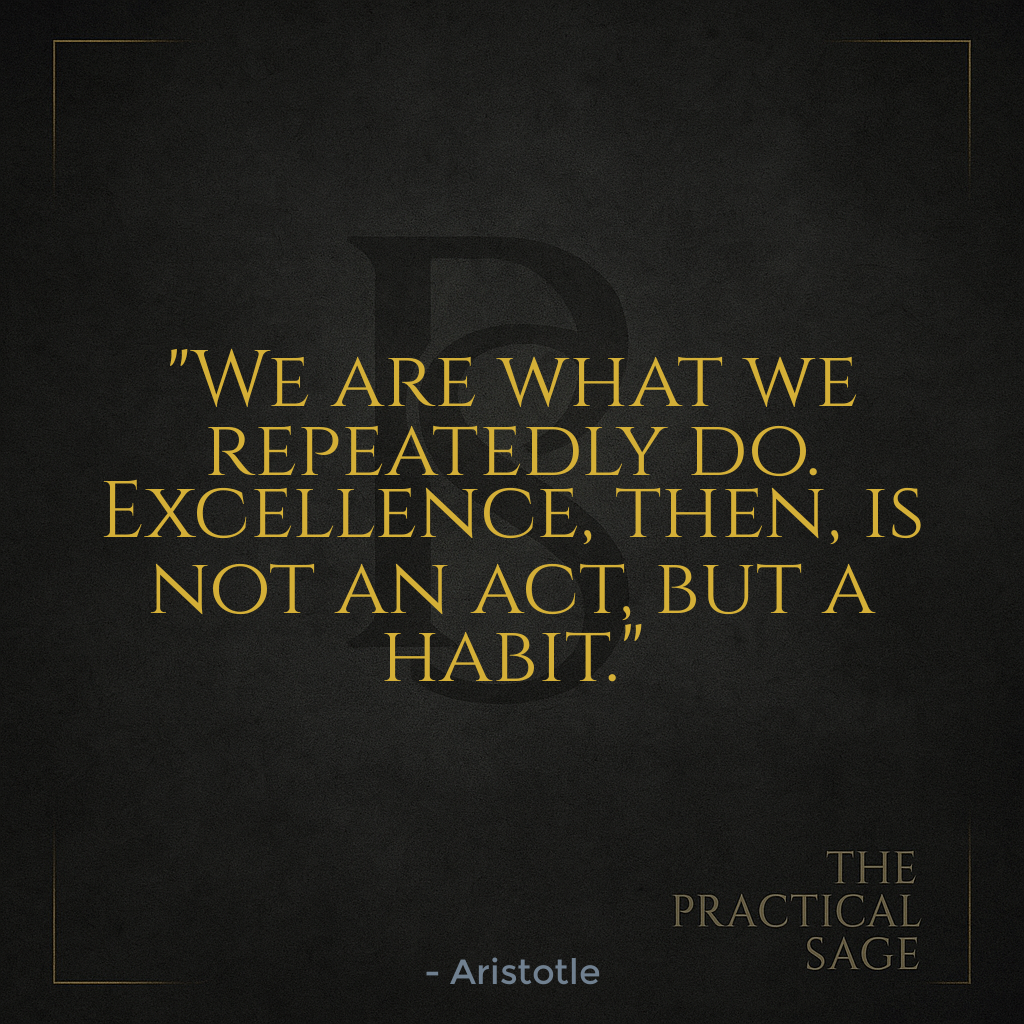 "We are what we
repeatedly do.
Excellence, then, is
not an act, but a
habit."
THE
PRACTICAL
SAGE
- Aristotle